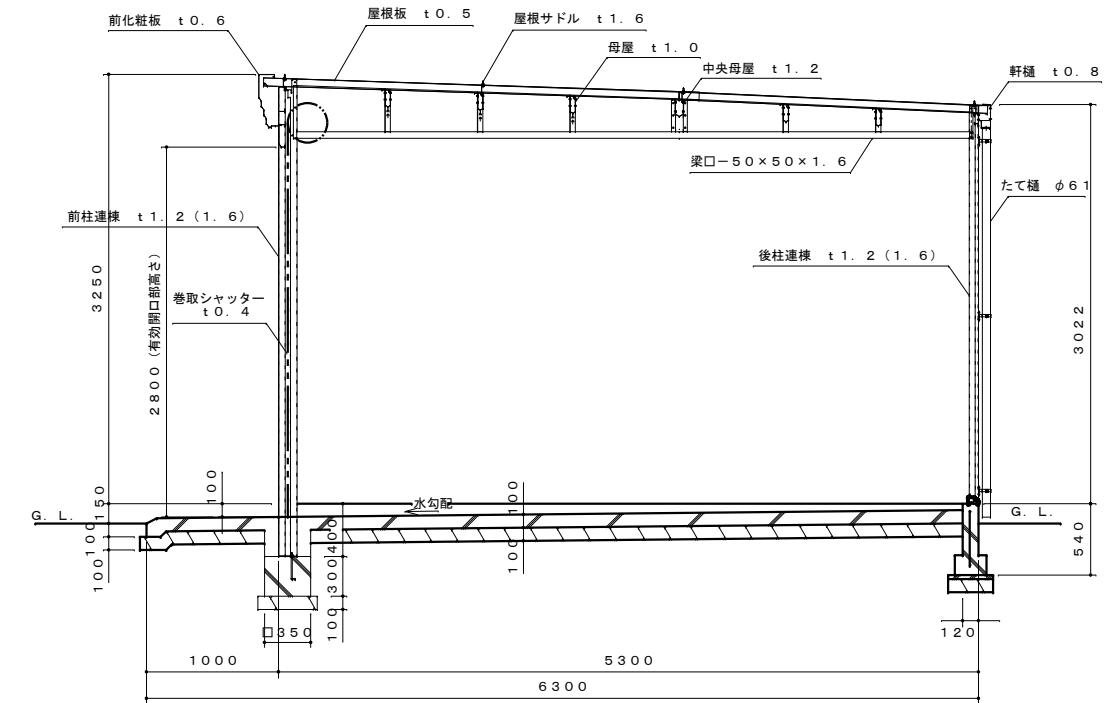 前化粧板 ｔ０．６
屋根板 ｔ０．５
屋根サドル ｔ１．６
母屋 ｔ１．０
中央母屋 ｔ１．２
軒樋 ｔ０．８
梁口－５０×５０×１．６
たて樋 φ６１
前柱連棟 ｔ１．２（１．６）
後柱連棟 ｔ１．２（１．６）
巻取シャッター
ｔ０．４
３２５０
２８００（有効開口部高さ）
３０２２
１５０
１００
１００
１００
Ｇ．Ｌ．
水勾配
４００
３００
１００
１００
１００
Ｇ．Ｌ．
５４０
□３５０
１２０
１０００
５３００
６３００